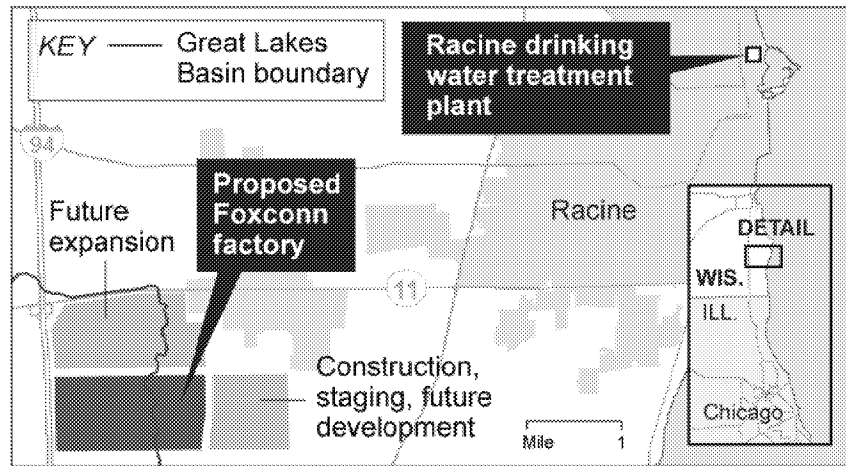 KEY
Great Lakes
Basin boundary
Racine drinking
water treatment
plant
94
Proposed
Foxconn
factory
Future
expansion
Racine
DETAIL
WIS.
ILL.
11
Construction,
staging, future
development
Mile 1
Chicago